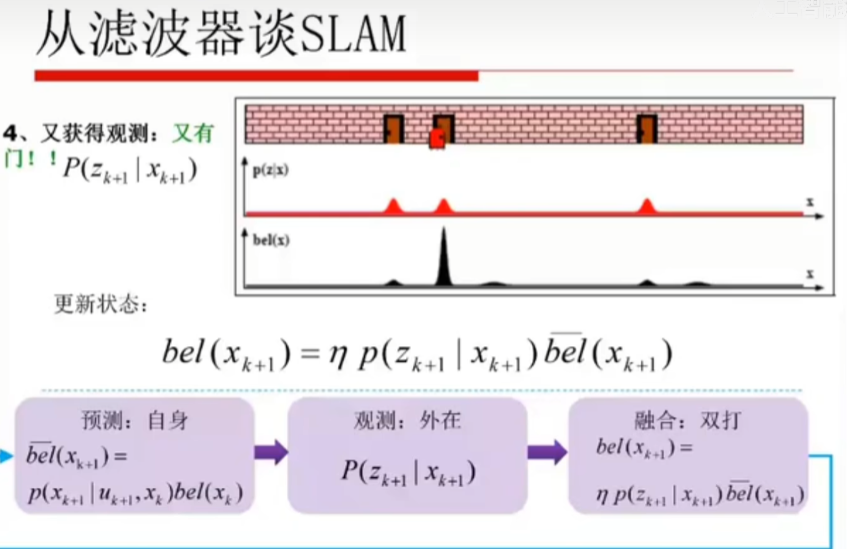 从滤波器谈SLAM
4、又获得观测：又有
门！！P(z_{k+1} | x_{k+1})
p(z|x)
x
bel(x)
x
更新状态：
bel(x_{k+1}) = η p(z_{k+1} | x_{k+1}) \overline{bel}(x_{k+1})
预测：自身
\overline{bel}(x_{k+1}) =
p(x_{k+1} | u_{k+1}, x_k)bel(x_k)
观测：外在
P(z_{k+1} | x_{k+1})
融合：双打
bel(x_{k+1}) =
η p(z_{k+1} | x_{k+1}) \overline{bel}(x_{k+1})